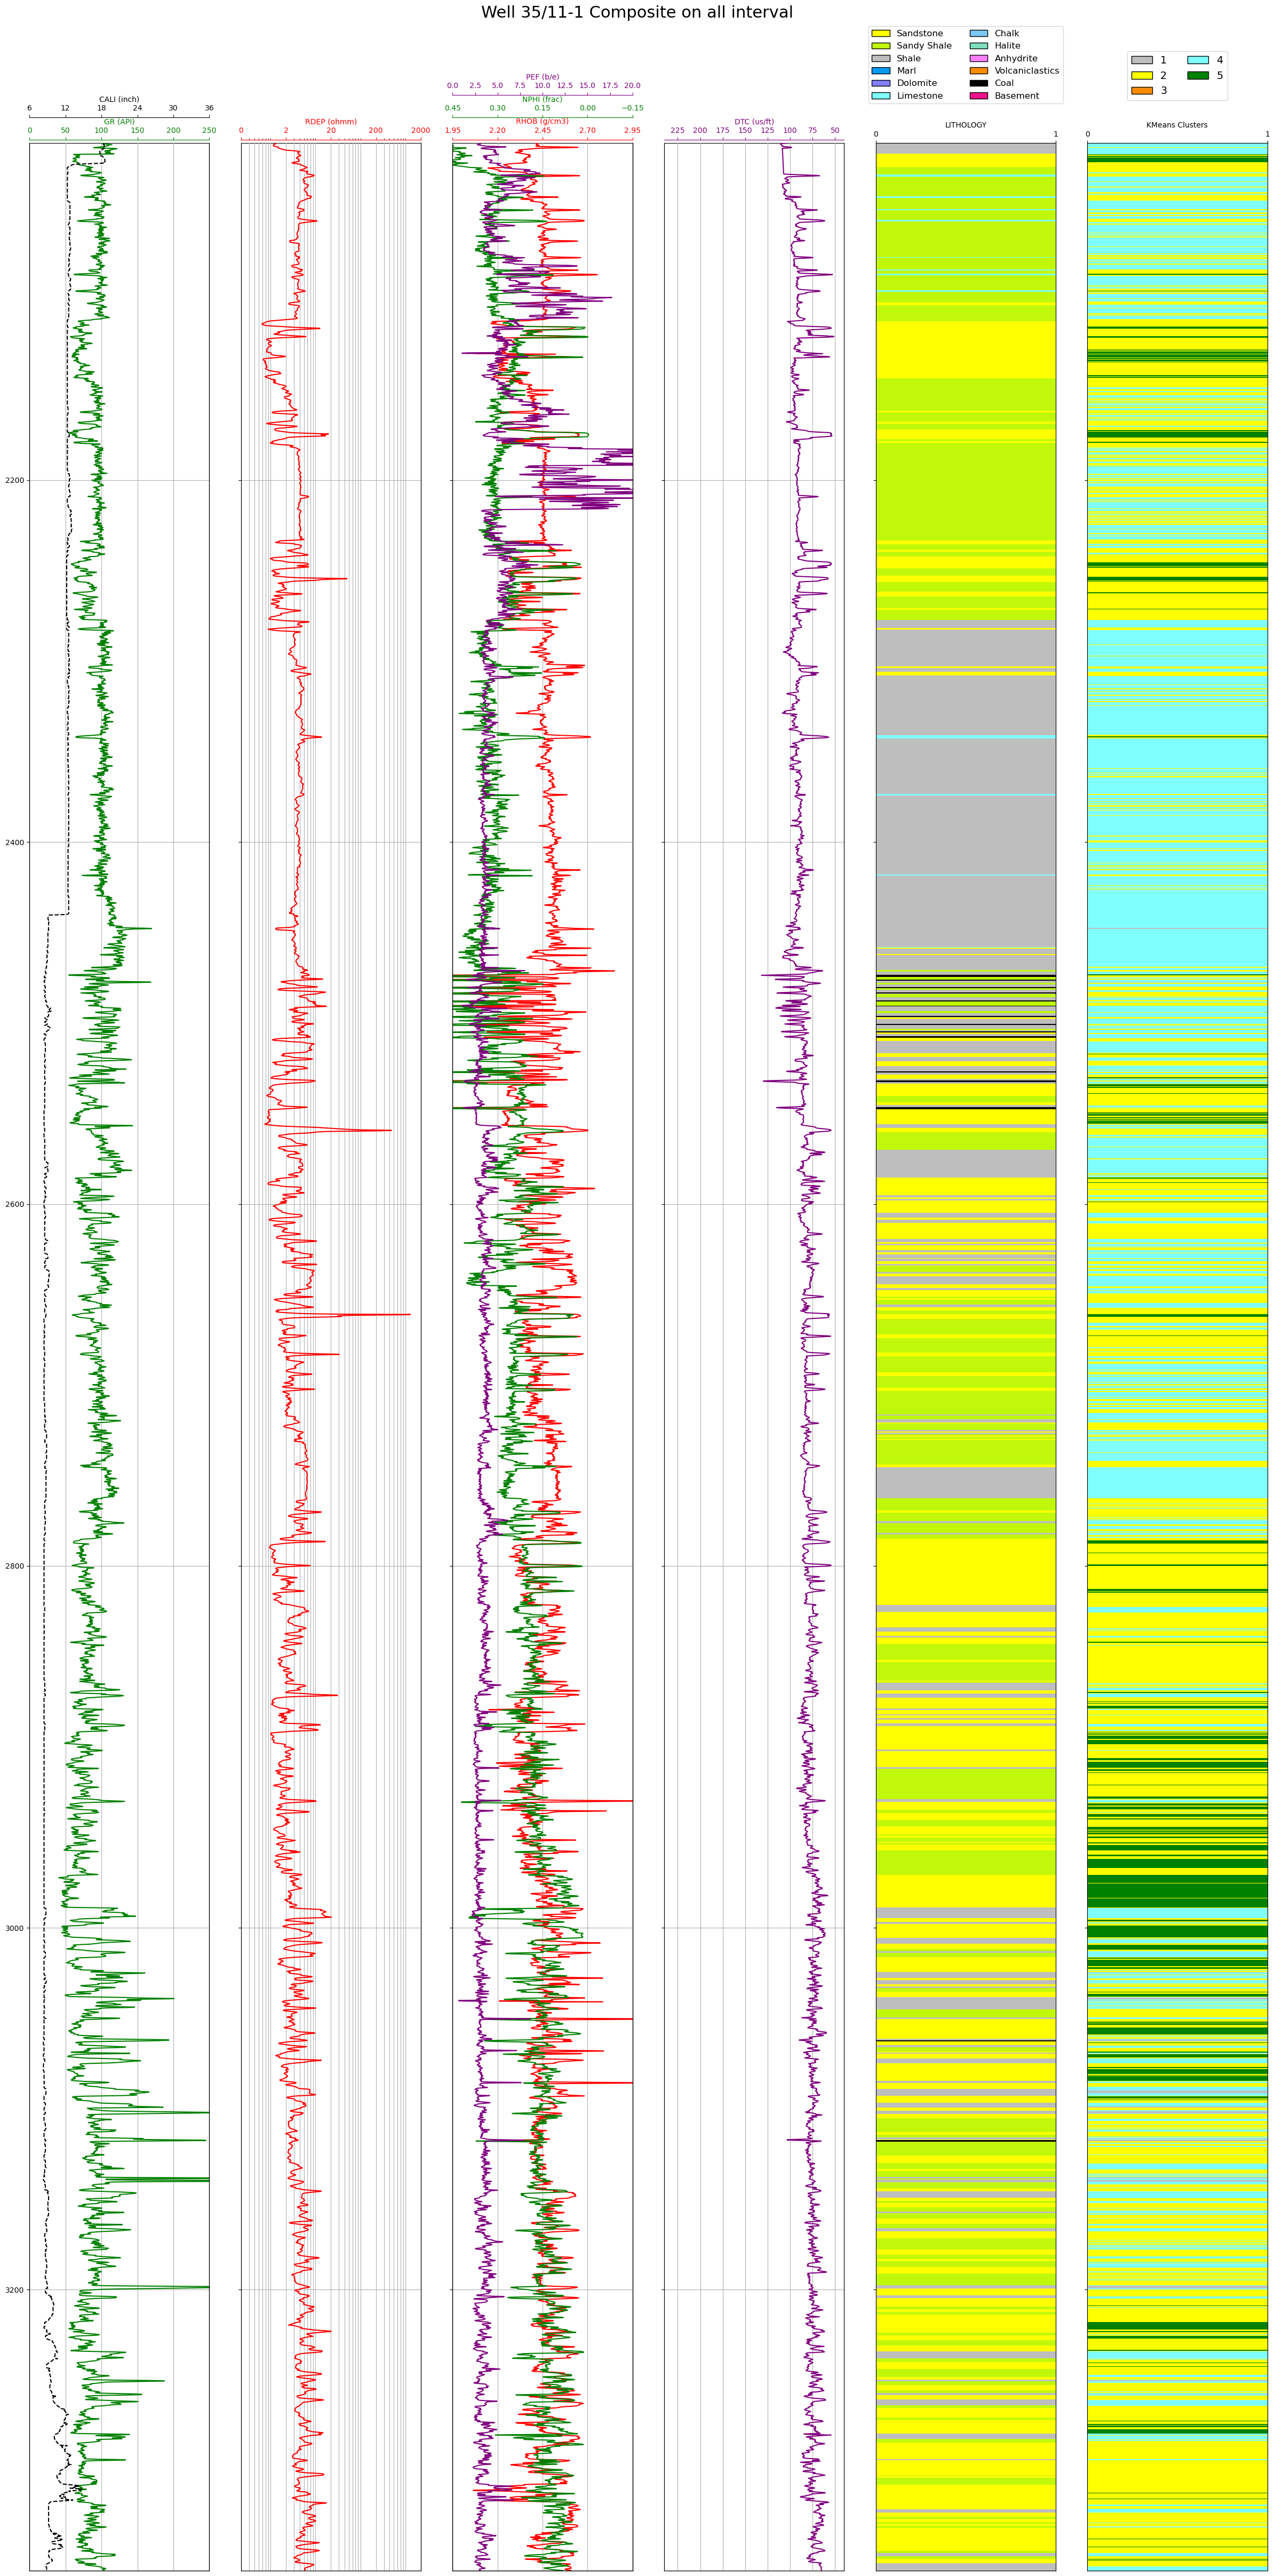 Well 35/11-1 Composite on all interval
Sandstone Chalk
Sandy Shale Halite
Shale Anhydrite
Marl Volcaniclastics
Dolomite Coal
Limestone Basement
1 4
2 5
3
PEF (b/e)
0.0 2.5 5.0 7.5 10.0 12.5 15.0 17.5 20.0
CALI (inch) NPHI (frac)
6 12 18 24 30 36 0.45 0.30 0.15 0.00 −0.15
GR (API) RDEP (ohmm) RHOB (g/cm3) DTC (us/ft) LITHOLOGY KMeans Clusters
0 50 100 150 200 250 0 2 20 200 2000 1.95 2.20 2.45 2.70 2.95 225 200 175 150 125 100 75 50 0 1 0 1
2200
2400
2600
2800
3000
3200